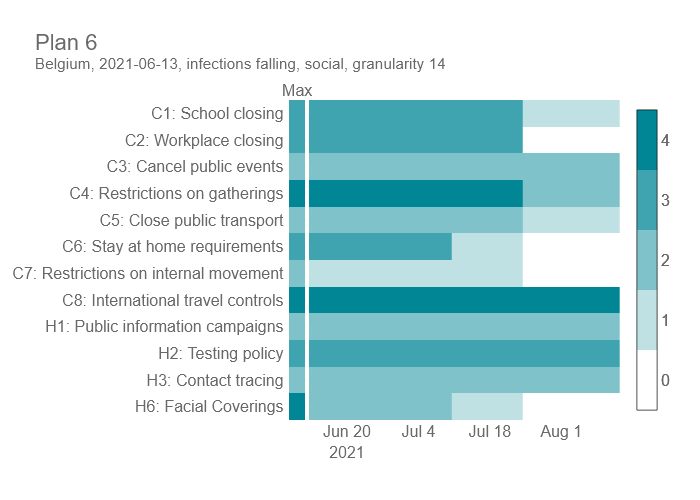 Plan 6
Belgium, 2021-06-13, infections falling, social, granularity 14
Max
C1: School closing
C2: Workplace closing
C3: Cancel public events
C4: Restrictions on gatherings
C5: Close public transport
C6: Stay at home requirements
C7: Restrictions on internal movement
C8: International travel controls
H1: Public information campaigns
H2: Testing policy
H3: Contact tracing
H6: Facial Coverings
Jun 20 Jul 4 Jul 18 Aug 1
2021
4
3
2
1
0